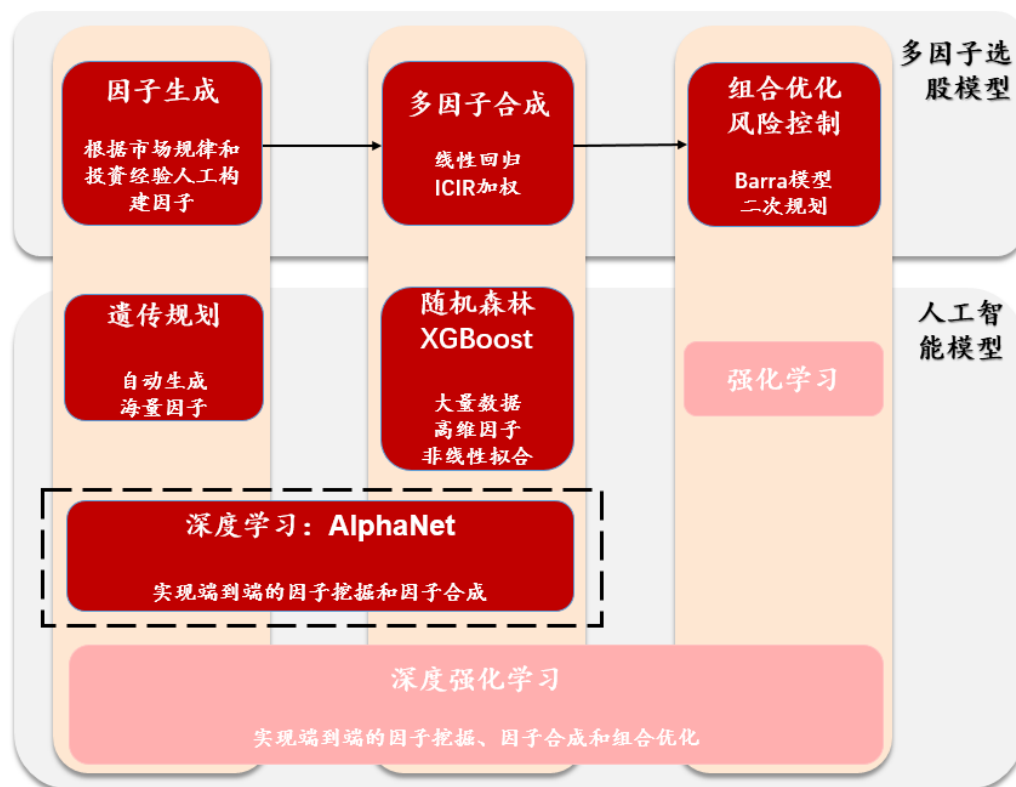 多因子选
股模型
因子生成
根据市场规律和
投资经验人工构
建因子
多因子合成
线性回归
ICIR加权
组合优化
风险控制
Barra模型
二次规划
人工智
能模型
遗传规划
自动生成
海量因子
随机森林
XGBoost
大量数据
高维因子
非线性拟合
强化学习
深度学习：AlphaNet
实现端到端的因子挖掘和因子合成
深度强化学习
实现端到端的因子挖掘、因子合成和组合优化